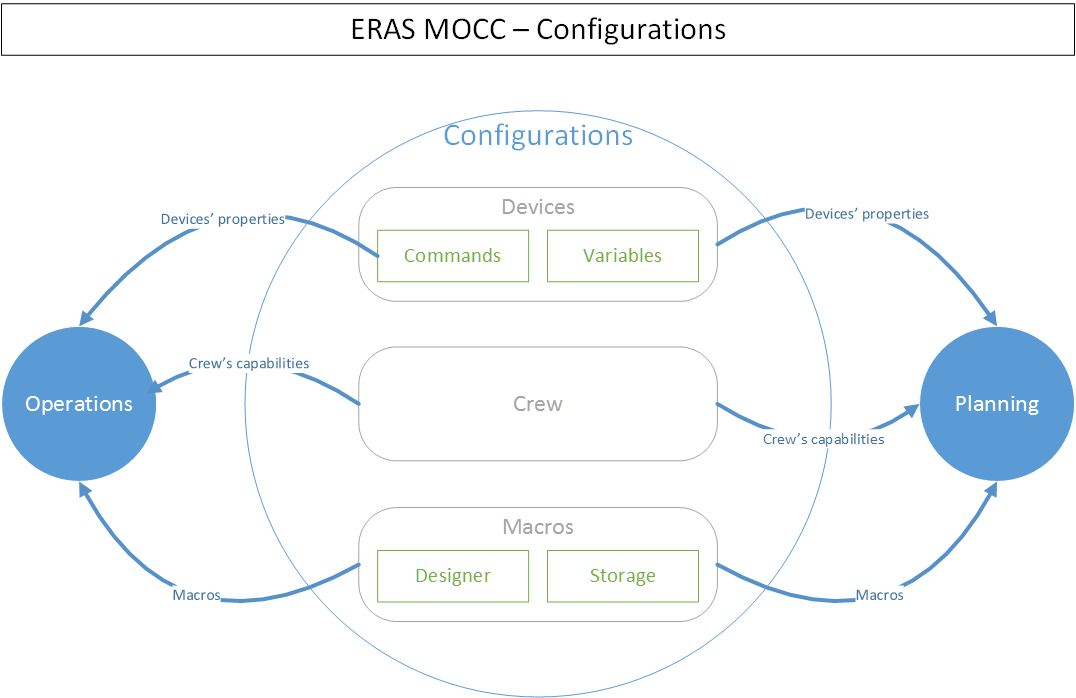 ERAS MOCC – Configurations
Configurations
Devices
Devices’ properties
Devices’ properties
Commands
Variables
Crew’s capabilities
Operations
Crew
Planning
Crew’s capabilities
Macros
Designer
Storage
Macros
Macros